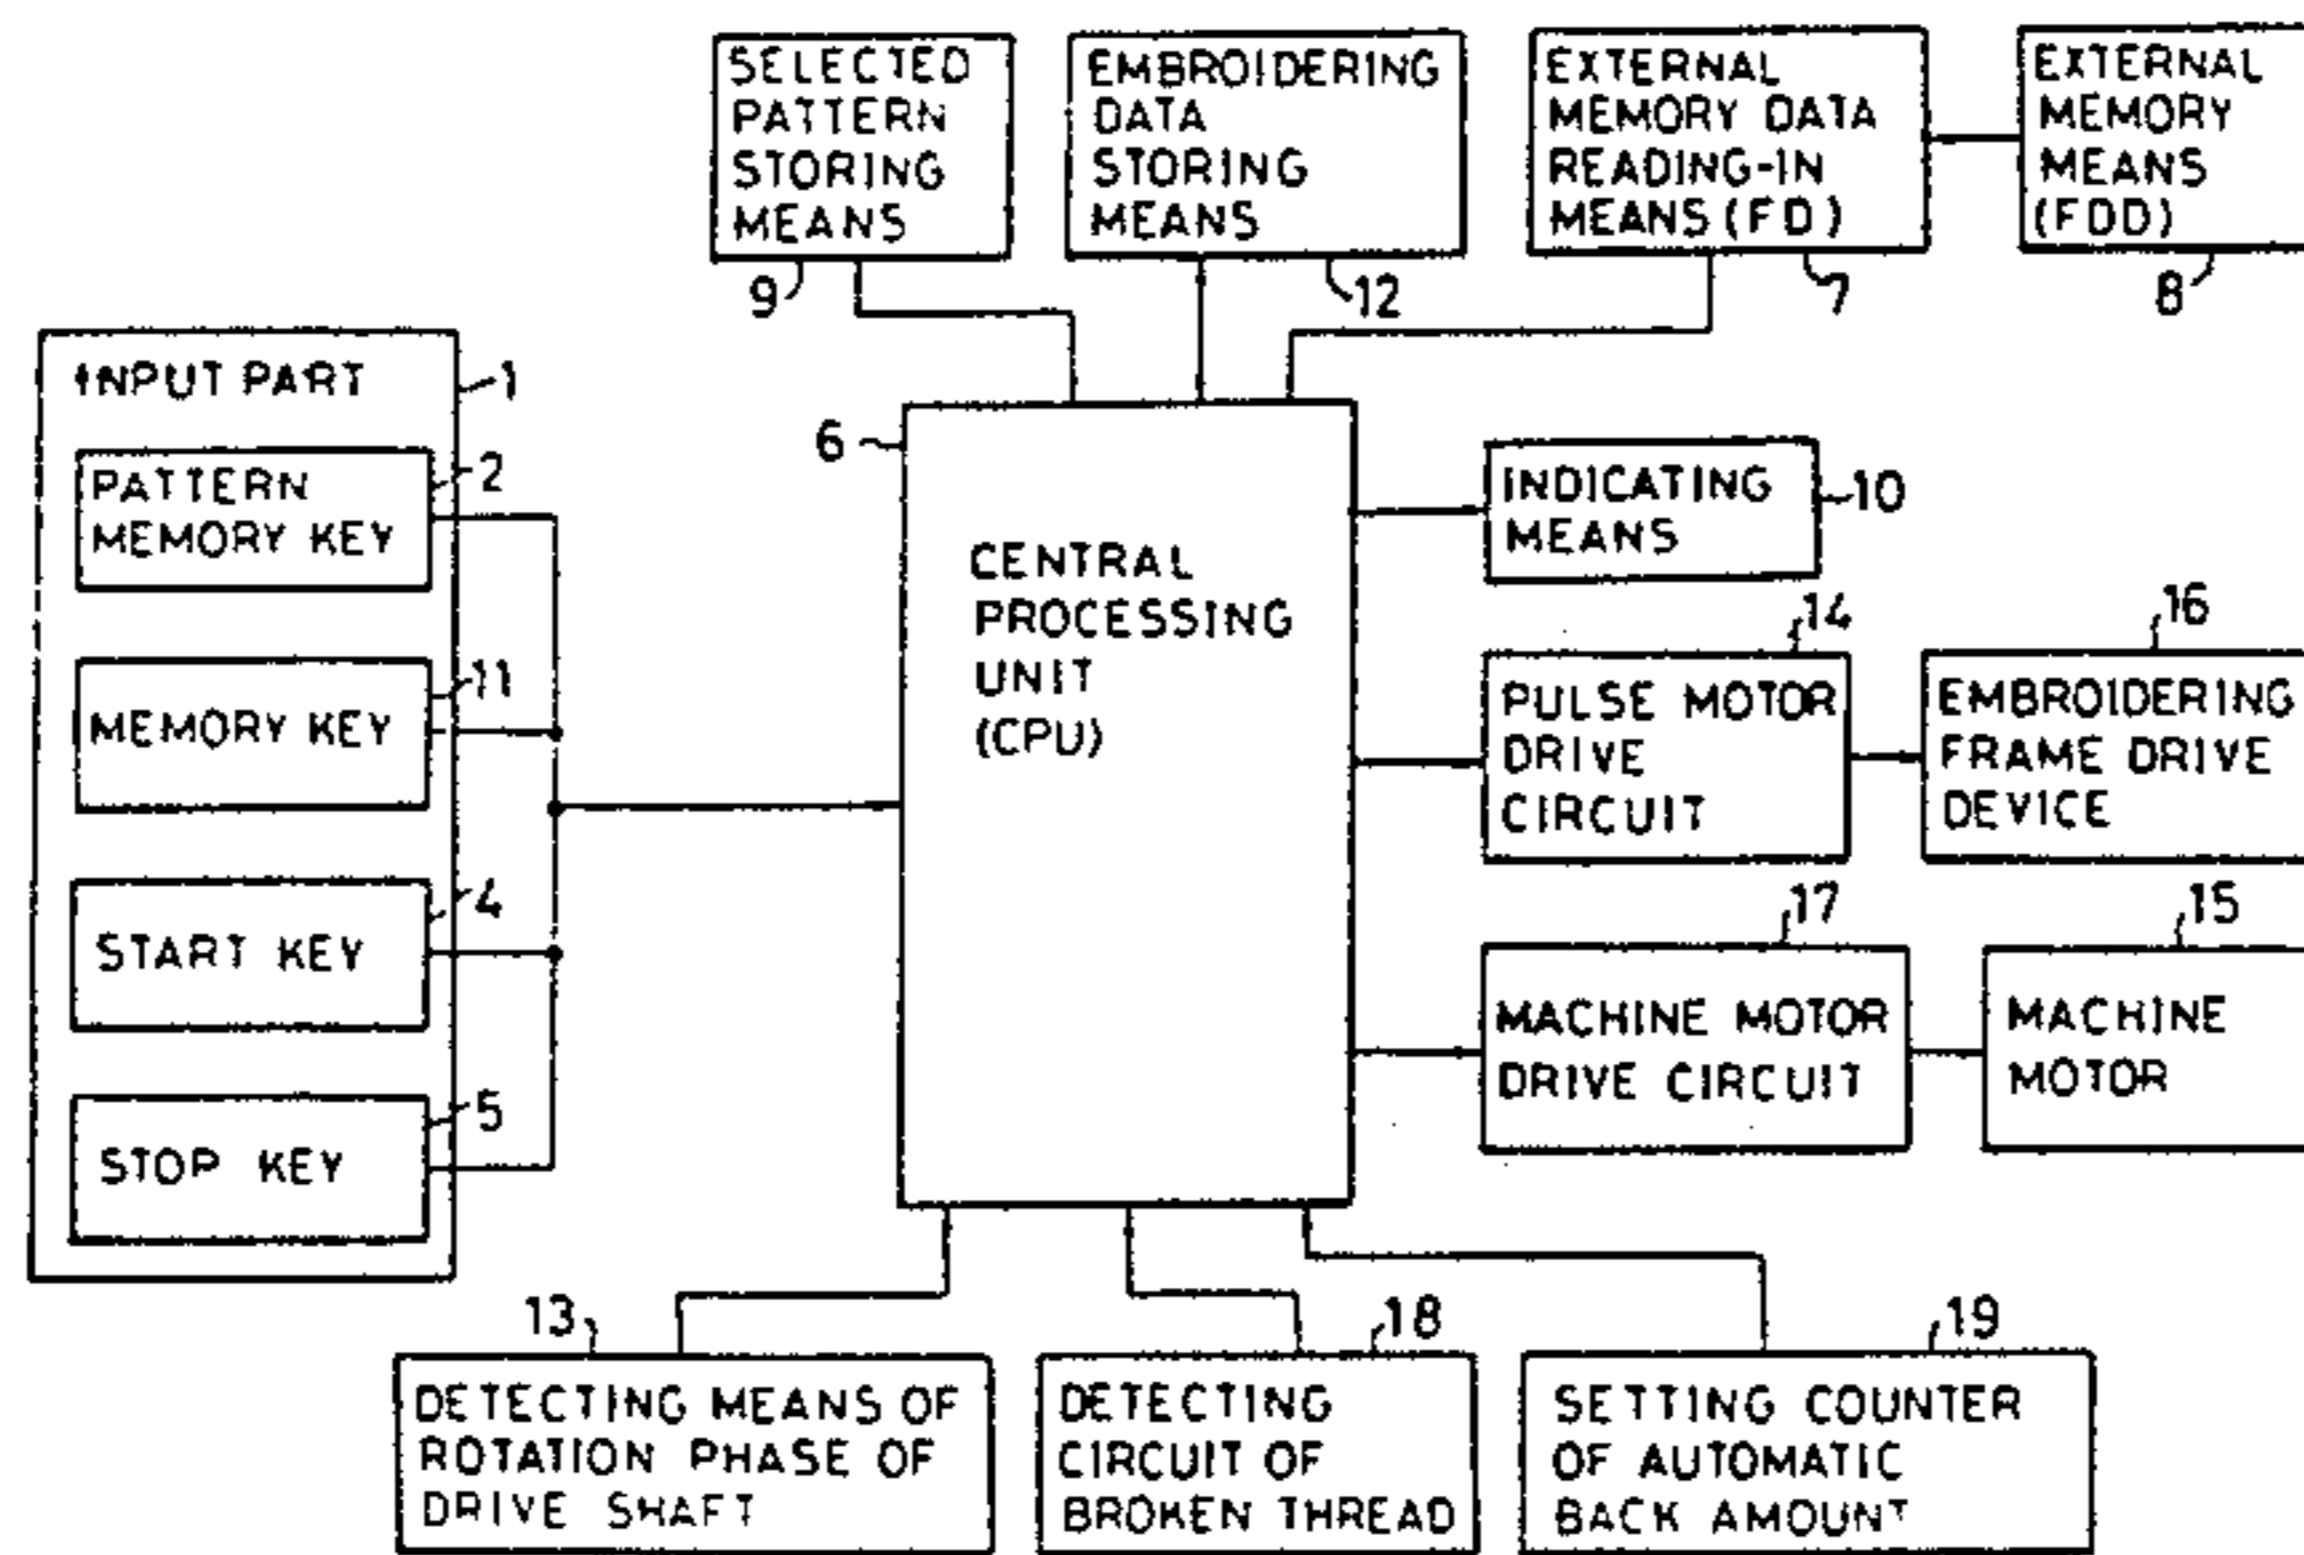 SELECTED
PATTERN
STORING
MEANS
9
EMBROIDERING
DATA
STORING
MEANS
12
EXTERNAL
MEMORY DATA
READING-IN
MEANS (FD)
7
EXTERNAL
MEMORY
MEANS
(FDD)
8
INPUT PART
1
PATTERN
MEMORY KEY
2
MEMORY KEY
11
START KEY
4
STOP KEY
5
6
CENTRAL
PROCESSING
UNIT
(CPU)
INDICATING
MEANS
10
14
PULSE MOTOR
DRIVE
CIRCUIT
16
EMBROIDERING
FRAME DRIVE
DEVICE
17
MACHINE MOTOR
DRIVE CIRCUIT
15
MACHINE
MOTOR
13
DETECTING MEANS OF
ROTATION PHASE OF
DRIVE SHAFT
18
DETECTING
CIRCUIT OF
BROKEN THREAD
19
SETTING COUNTER
OF AUTOMATIC
BACK AMOUNT